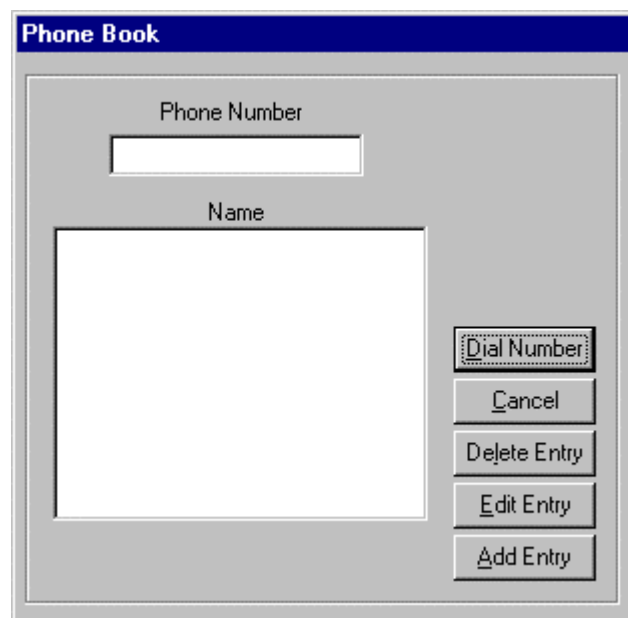 Phone Book
Phone Number
Name
Dial Number
Cancel
Delete Entry
Edit Entry
Add Entry